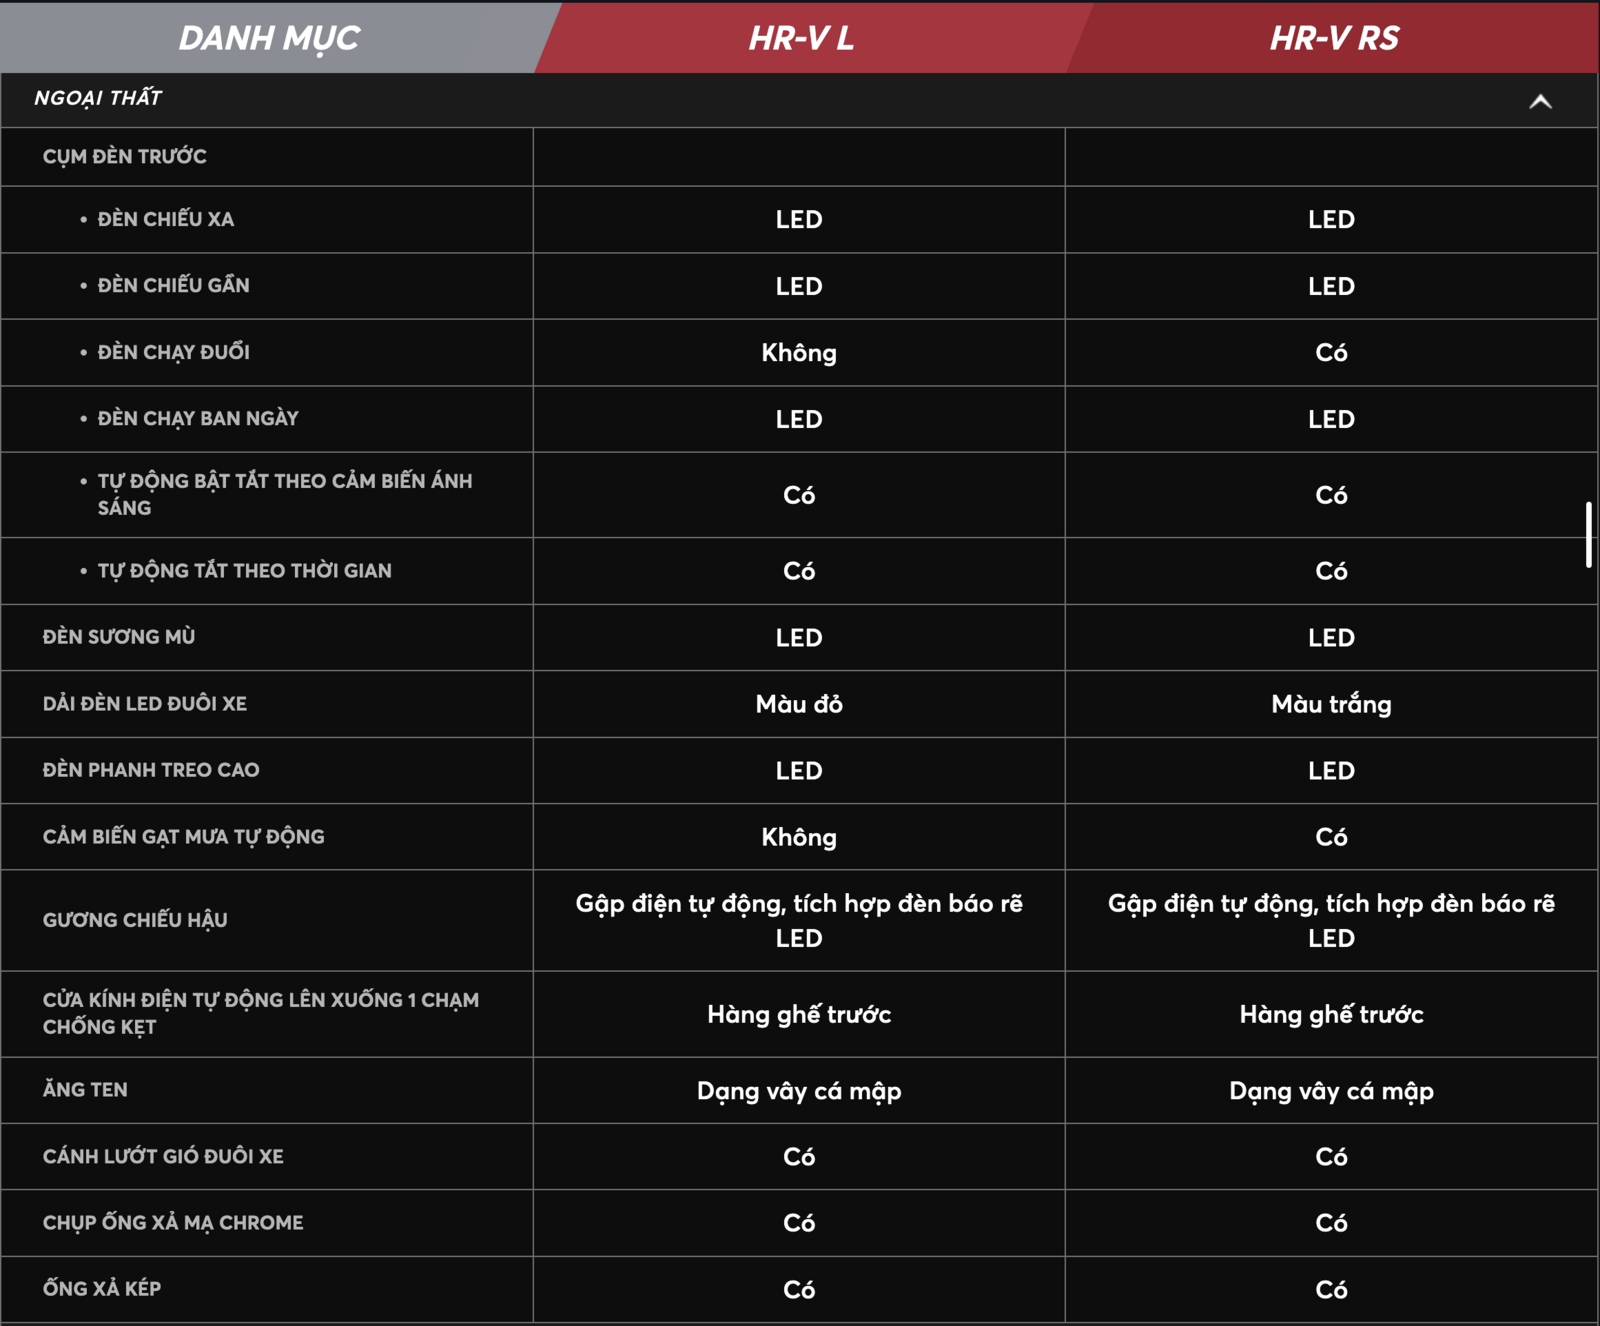 DANH MỤC HR-V L HR-V RS
NGOẠI THẤT
CỤM ĐÈN TRƯỚC
• ĐÈN CHIẾU XA LED LED
• ĐÈN CHIẾU GẦN LED LED
• ĐÈN CHẠY ĐUỔI Không Có
• ĐÈN CHẠY BAN NGÀY LED LED
• TỰ ĐỘNG BẬT TẮT THEO CẢM BIẾN ÁNH
SÁNG Có Có
• TỰ ĐỘNG TẮT THEO THỜI GIAN Có Có
ĐÈN SƯƠNG MÙ LED LED
DẢI ĐÈN LED ĐUÔI XE Màu đỏ Màu trắng
ĐÈN PHANH TREO CAO LED LED
CẢM BIẾN GẠT MƯA TỰ ĐỘNG Không Có
GƯƠNG CHIẾU HẬU Gập điện tự động, tích hợp đèn báo rẽ Gập điện tự động, tích hợp đèn báo rẽ
LED LED
CỬA KÍNH ĐIỆN TỰ ĐỘNG LÊN XUỐNG 1 CHẠM
CHỐNG KẸT Hàng ghế trước Hàng ghế trước
ĂNG TEN Dạng vây cá mập Dạng vây cá mập
CÁNH LƯỚT GIÓ ĐUÔI XE Có Có
CHỤP ỐNG XẢ MẠ CHROME Có Có
ỐNG XẢ KÉP Có Có